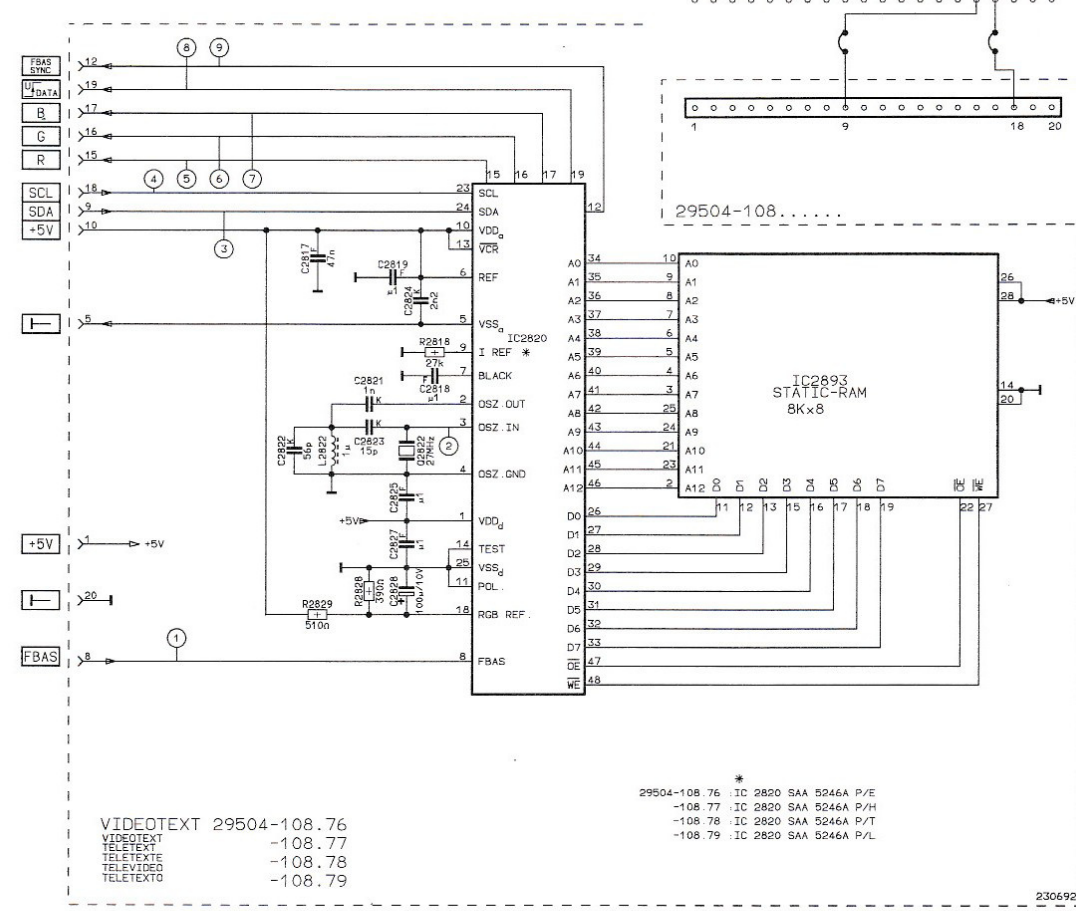 8 9
FBAS SYNC 12
U DATA 19
B 17
G 16
R 15
15 16 17 19
4 5 6 7
SCL 18 23 SCL
SDA 9 24 SDA 12
+5V 10 10 VDDa
3
13 VCR
C2817 F 47n
C2819 F µ1
6 REF
C2824 K 2n2
5 5 VSSa
IC2820
R2818 27k 9 I REF *
C2818 F µ1 7 BLACK
C2821 1n K 2 OSZ.OUT
C2823 15p K 3 OSZ.IN
2
C2822 K 56p
L2822 1µ
Q2822 27MHz
4 OSZ.GND
C2825 F µ1
+5V 1 VDDd
C2827 F µ1
+5V 1 +5V
14 TEST
25 VSSd
11 POL.
R2828 390Ω
C2828 100µ/10V
20
R2829 510Ω 18 RGB REF.
1
FBAS 8 8 FBAS
A0 34 10 A0
A1 35 9 A1
A2 36 8 A2
A3 37 7 A3
A4 38 6 A4
A5 39 5 A5
A6 40 4 A6
A7 41 3 A7
A8 42 25 A8
A9 43 24 A9
A10 44 21 A10
A11 45 23 A11
A12 46 2 A12
D0 26
D1 27
D2 28
D3 29
D4 30
D5 31
D6 32
D7 33
OE 47
WE 48
IC2893
STATIC-RAM
8Kx8
26
28 +5V
14
20
D0 D1 D2 D3 D4 D5 D6 D7 OE WE
11 12 13 15 16 17 18 19 22 27
1 9 18 20
29504-108......
*
29504-108.76 :IC 2820 SAA 5246A P/E
-108.77 :IC 2820 SAA 5246A P/H
-108.78 :IC 2820 SAA 5246A P/T
-108.79 :IC 2820 SAA 5246A P/L
VIDEOTEXT 29504-108.76
VIDEOTEXT
TELETEXT -108.77
TELETEXTE -108.78
TELEVIDEO
TELETEXTO -108.79
230692